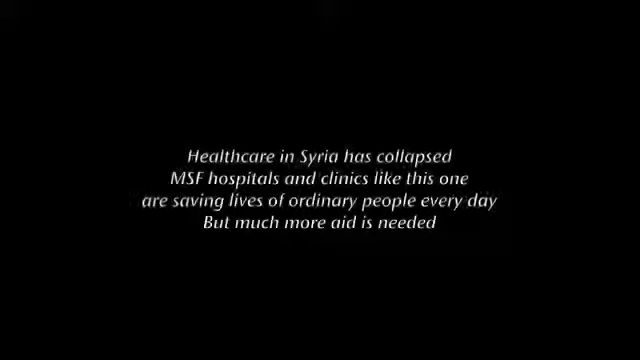 Healthcare in Syria has collapsed
MSF hospitals and clinics like this one
are saving lives of ordinary people every day
But much more aid is needed